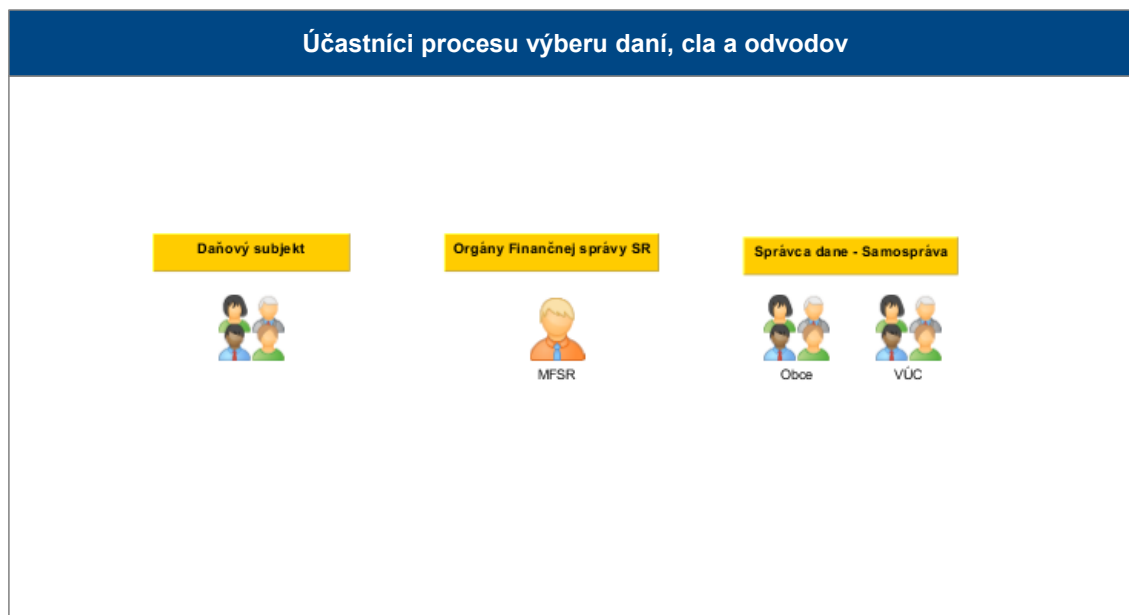 Účastníci procesu výberu daní, cla a odvodov
Daňový subjekt
Orgány Finančnej správy SR
Správca dane - Samospráva
MFSR
Obce
VÚC